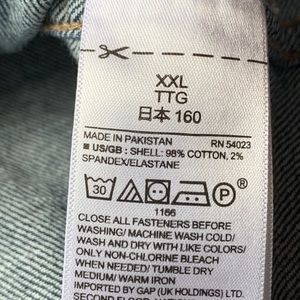 XXL
TTG
日本 160
MADE IN PAKISTAN RN 54023
■ US/GB : SHELL: 98% COTTON, 2%
SPANDEX/ELASTANE
30 P ®
1166
CLOSE ALL FASTENERS BEFORE
WASHING/ MACHINE WASH COLD/
WASH AND DRY WITH LIKE COLORS/
ONLY NON-CHLORINE BLEACH
WHEN NEEDED/ TUMBLE DRY
MEDIUM/ WARM IRON
IMPORTED BY GAP (UK HOLDINGS) LTD.